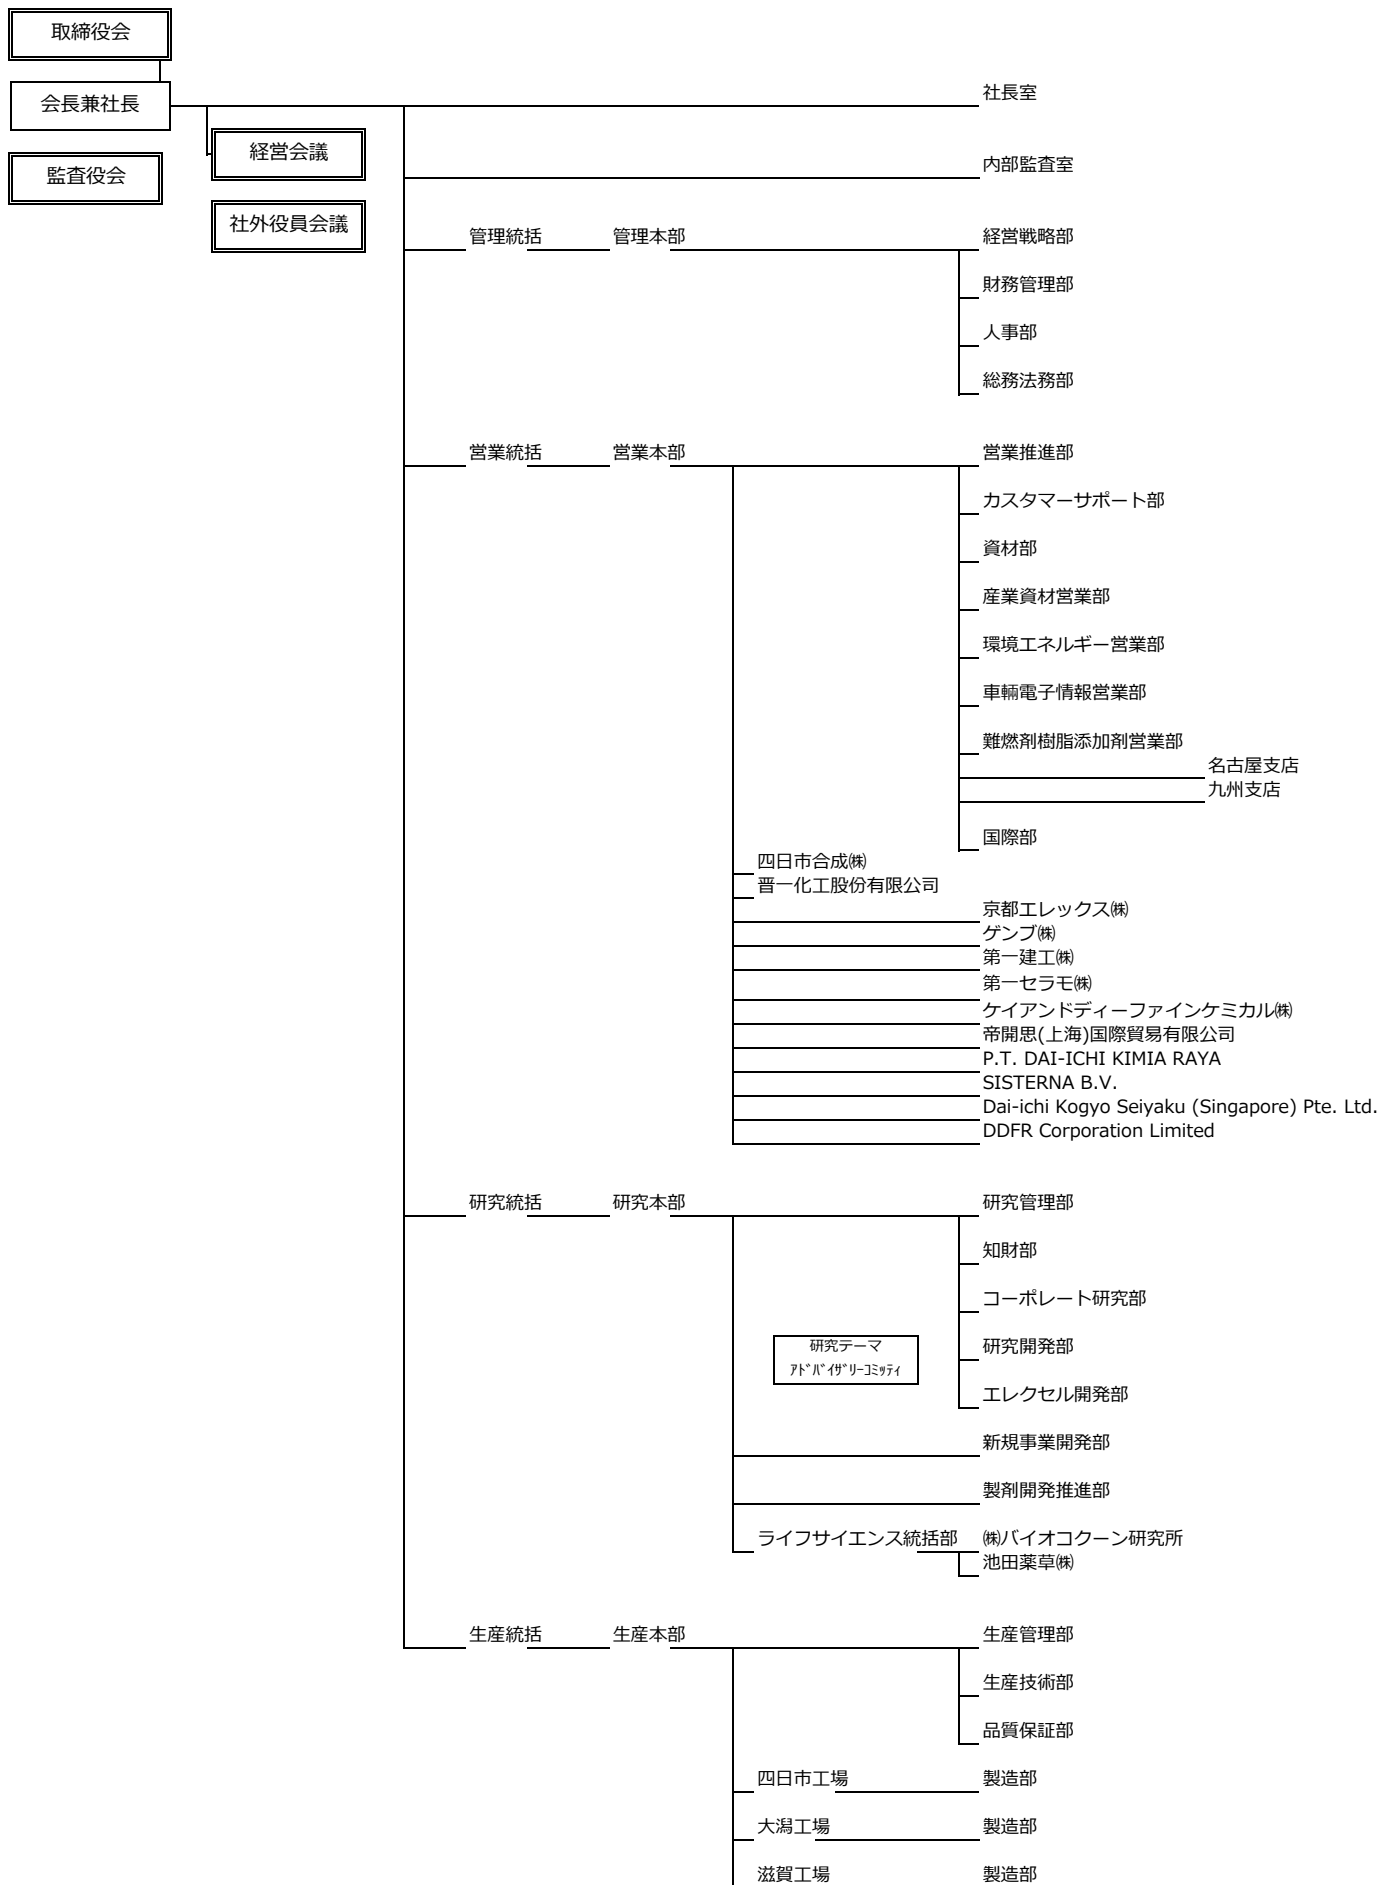 取締役会
会長兼社長
社長室
経営会議
内部監査室
監査役会
社外役員会議
管理統括 管理本部 経営戦略部
財務管理部
人事部
総務法務部
営業統括 営業本部 営業推進部
カスタマーサポート部
資材部
産業資材営業部
環境エネルギー営業部
車輌電子情報営業部
難燃剤樹脂添加剤営業部
名古屋支店
九州支店
国際部
四日市合成㈱
晋一化工股份有限公司
京都エレックス㈱
ゲンブ㈱
第一建工㈱
第一セラモ㈱
ケイアンドディーファインケミカル㈱
帝開思(上海)国際貿易有限公司
P.T. DAI-ICHI KIMIA RAYA
SISTERNA B.V.
Dai-ichi Kogyo Seiyaku (Singapore) Pte. Ltd.
DDFR Corporation Limited
研究統括 研究本部 研究管理部
知財部
コーポレート研究部
研究テーマ
ｱﾄﾞﾊﾞｲｻﾞﾘｰｺﾐｯﾃｨ
研究開発部
エレクセル開発部
新規事業開発部
製剤開発推進部
ライフサイエンス統括部 ㈱バイオコクーン研究所
池田薬草㈱
生産統括 生産本部 生産管理部
生産技術部
品質保証部
四日市工場 製造部
大潟工場 製造部
滋賀工場 製造部